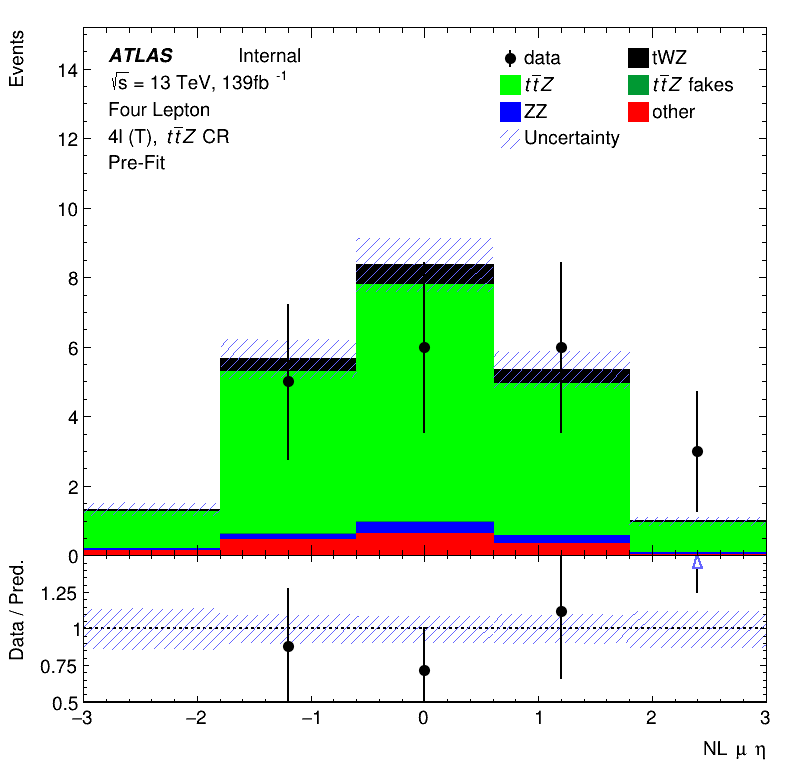 Events
ATLAS Internal
√s = 13 TeV, 139fb -1
Four Lepton
4l (T), tt̄Z CR
Pre-Fit
data
tWZ
tt̄Z
tt̄Z fakes
ZZ
other
Uncertainty
14
12
10
8
6
4
2
0
Data / Pred.
1.25
1
0.75
0.5
−3 −2 −1 0 1 2 3
NL μ η